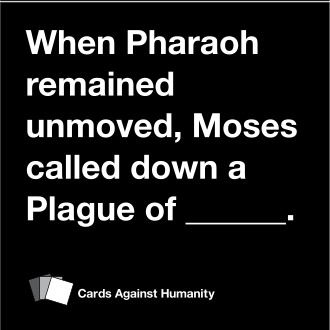 When Pharaoh
remained
unmoved, Moses
called down a
Plague of ______.
Cards Against Humanity